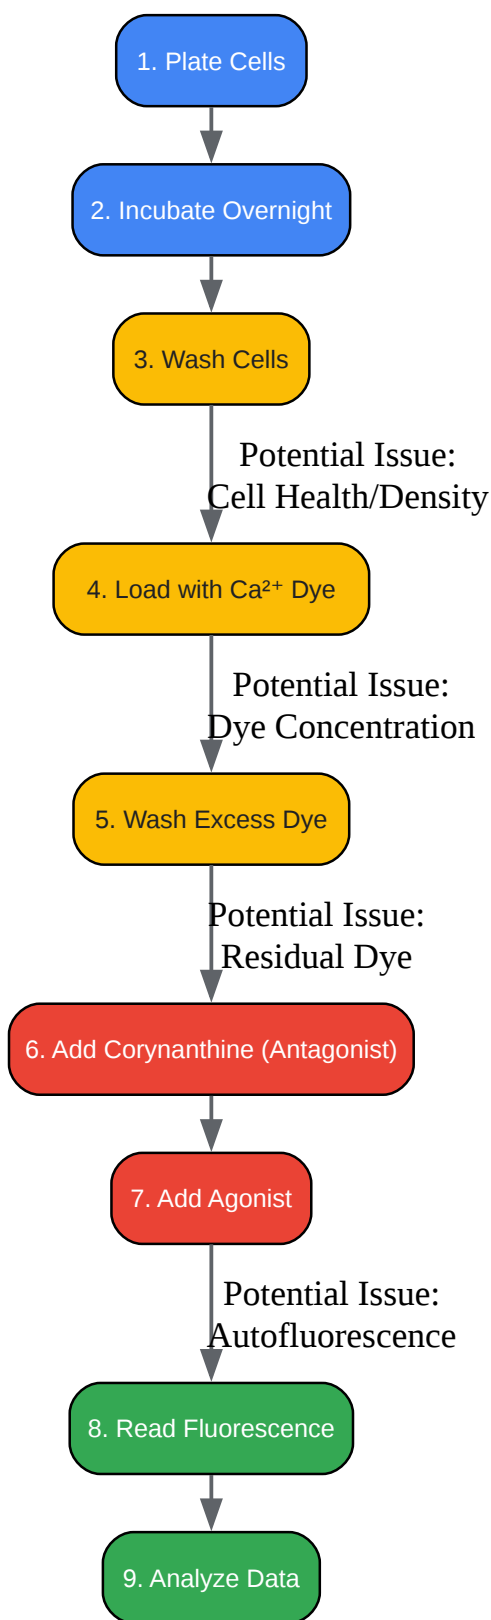 1. Plate Cells
2. Incubate Overnight
3. Wash Cells
Potential Issue:
Cell Health/Density
4. Load with Ca²⁺ Dye
Potential Issue:
Dye Concentration
5. Wash Excess Dye
Potential Issue:
Residual Dye
6. Add Corynanthine (Antagonist)
7. Add Agonist
Potential Issue:
Autofluorescence
8. Read Fluorescence
9. Analyze Data